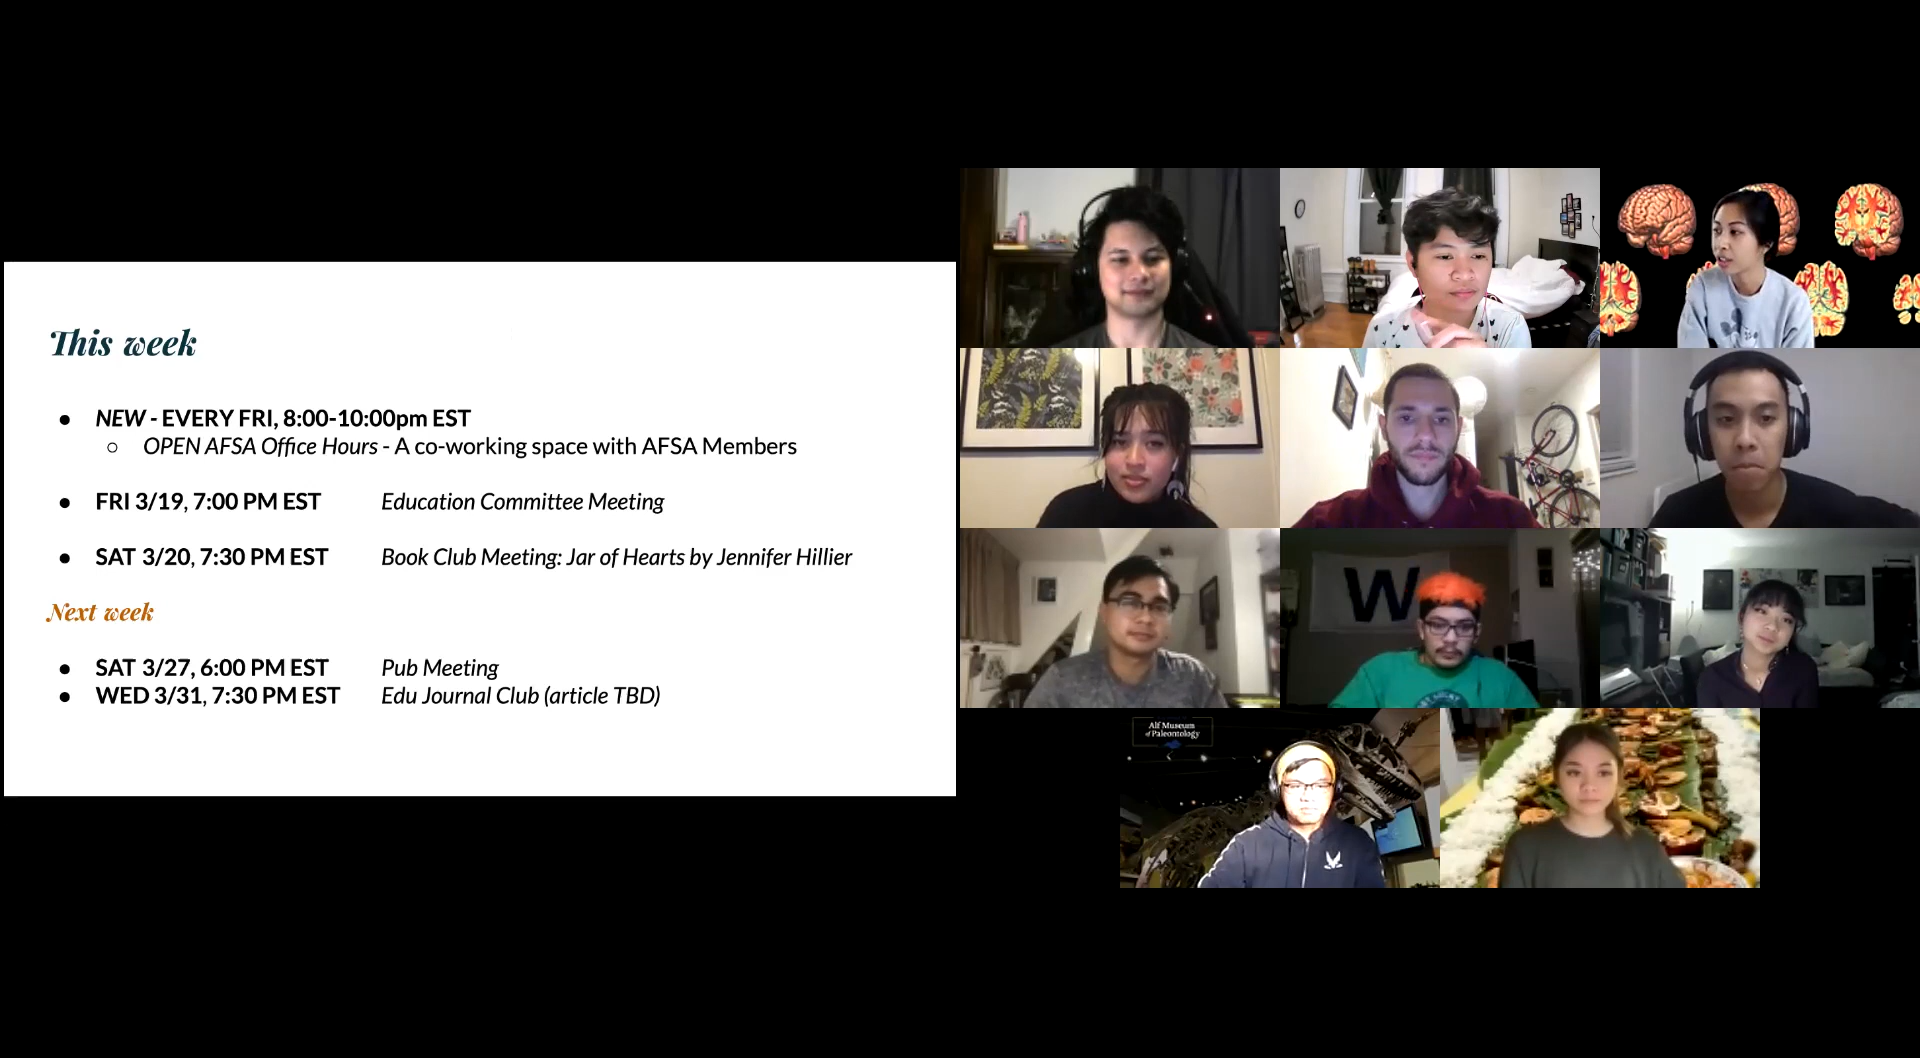 This week
● NEW - EVERY FRI, 8:00-10:00pm EST
○ OPEN AFSA Office Hours - A co-working space with AFSA Members
● FRI 3/19, 7:00 PM EST Education Committee Meeting
● SAT 3/20, 7:30 PM EST Book Club Meeting: Jar of Hearts by Jennifer Hillier
Next week
● SAT 3/27, 6:00 PM EST Pub Meeting
● WED 3/31, 7:30 PM EST Edu Journal Club (article TBD)
W
Alf Museum
of Paleontology